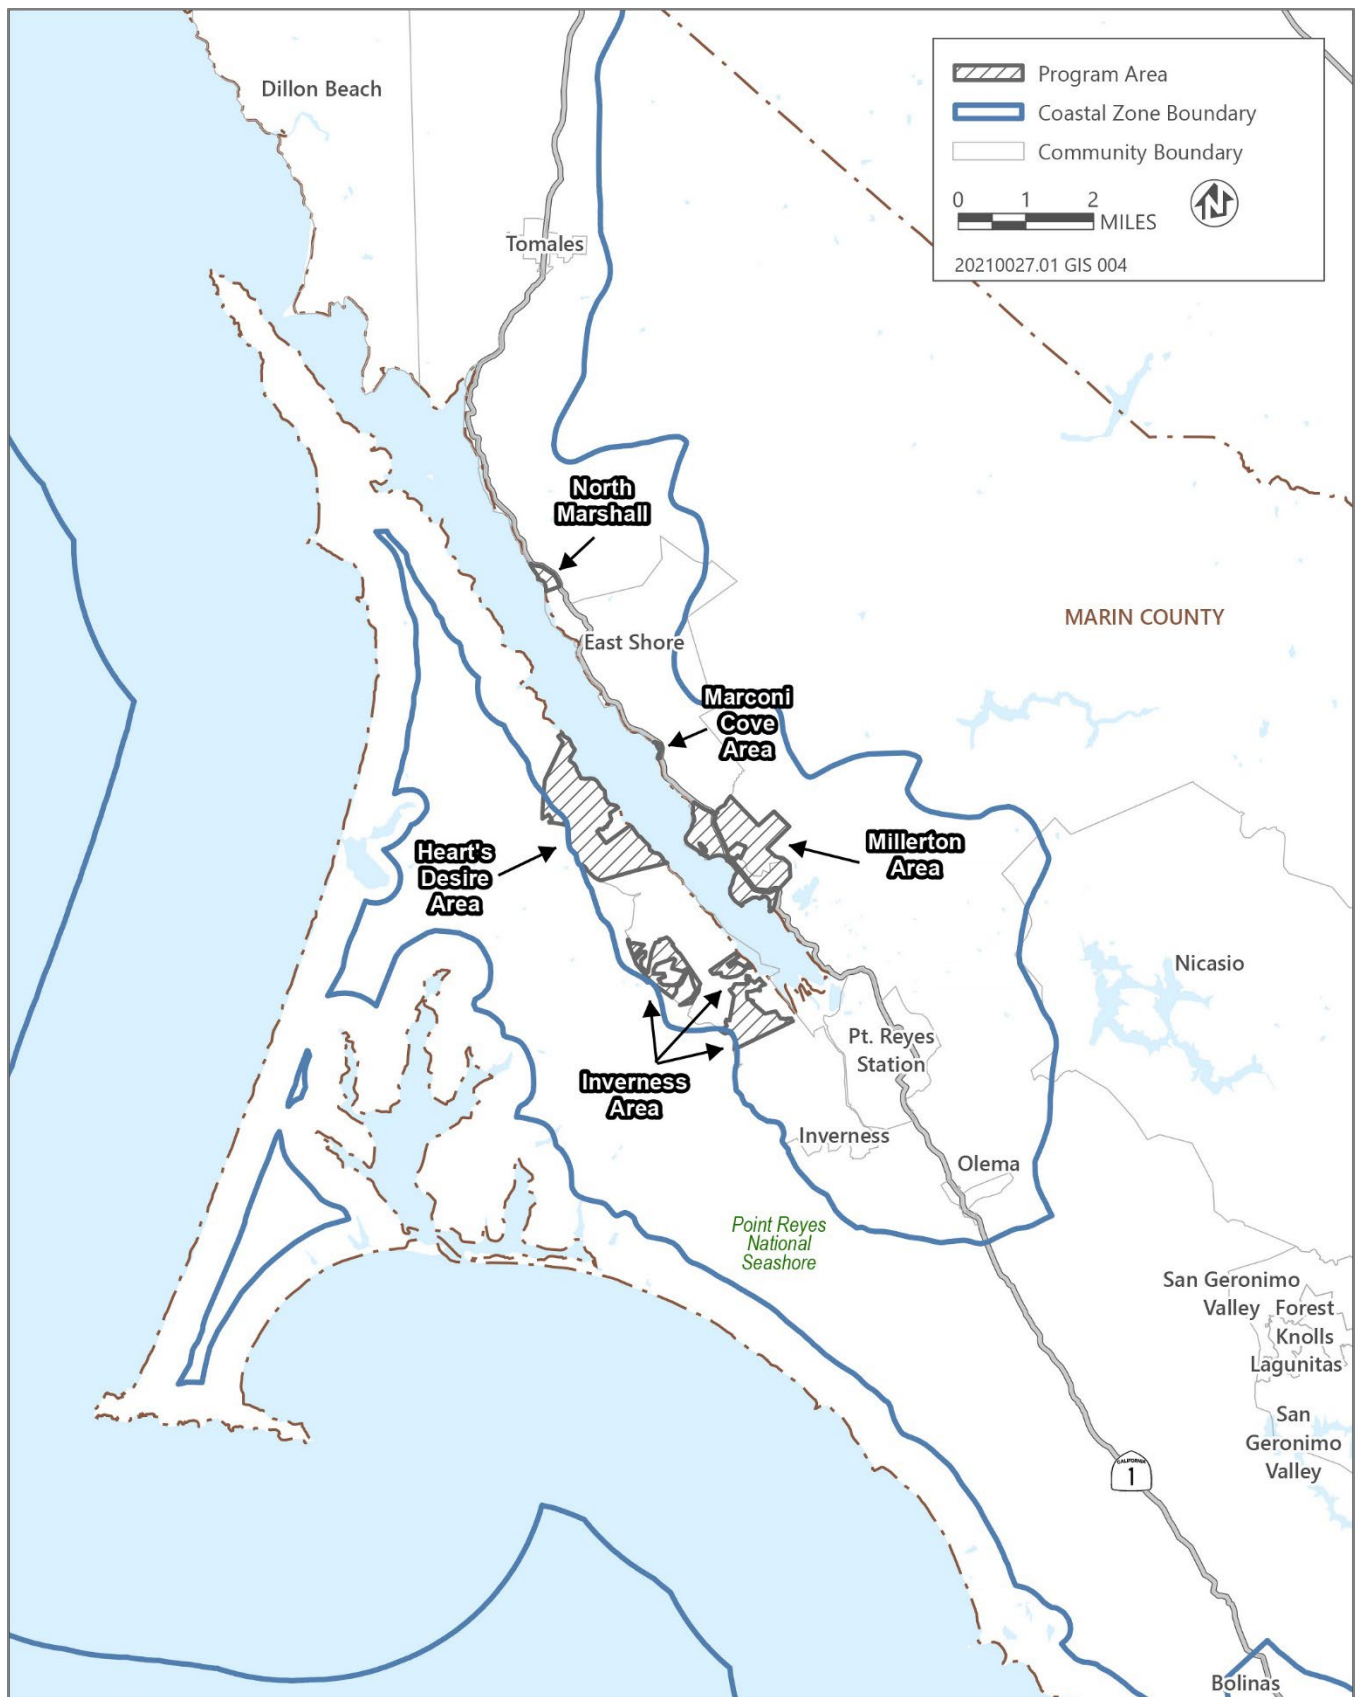 Dillon Beach
Program Area
Coastal Zone Boundary
Community Boundary
0 1 2
MILES
N
20210027.01 GIS 004
Tomales
North
Marshall
MARIN COUNTY
East Shore
Marconi
Cove
Area
Heart's
Desire
Area
Millerton
Area
Nicasio
Pt. Reyes
Station
Inverness
Area
Inverness
Olema
Point Reyes
National
Seashore
San Geronimo
Valley
Forest
Knolls
Lagunitas
San
Geronimo
Valley
CALIFORNIA
1
Bolinas